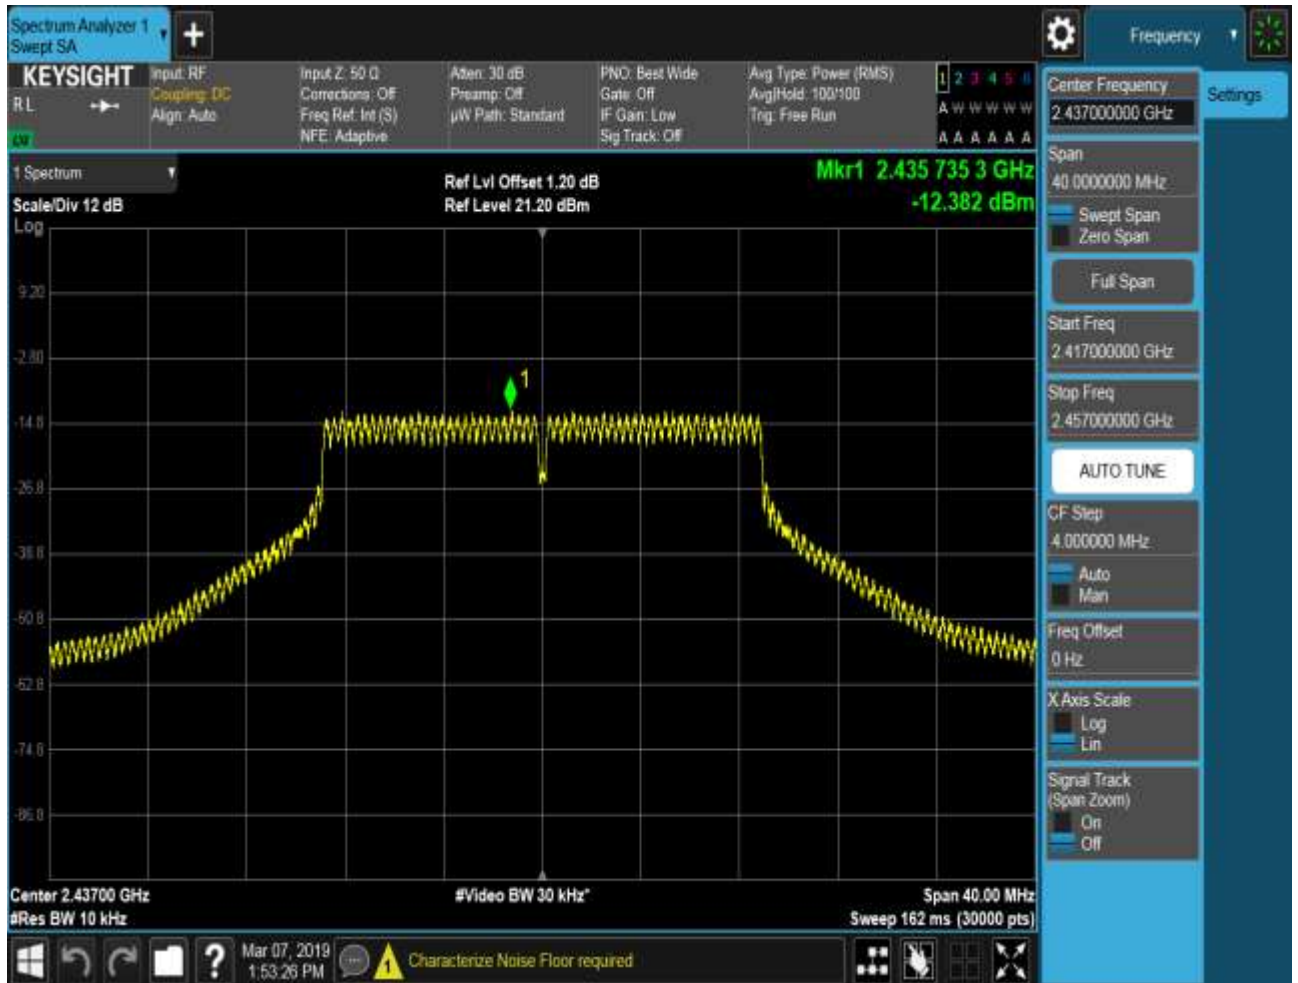 Spectrum Analyzer 1
Swept SA
+
Frequency
KEYSIGHT
RL
Input: RF
Coupling: DC
Align: Auto
Input Z: 50 Ω
Corrections: Off
Freq Ref: Int (S)
NFE: Adaptive
Atten: 30 dB
Preamp: Off
µW Path: Standard
PNO: Best Wide
Gate: Off
IF Gain: Low
Sig Track: Off
Avg Type: Power (RMS)
Avg|Hold: 100/100
Trig: Free Run
1 2 3 4 5 6
A W W W W W
A A A A A A
1 Spectrum
Scale/Div 12 dB
Log
Ref Lvl Offset 1.20 dB
Ref Level 21.20 dBm
Mkr1 2.435 735 3 GHz
-12.382 dBm
9.20
-2.80
1
-14.8
-26.8
-38.8
-50.8
-62.8
-74.8
-86.8
Center 2.43700 GHz
#Res BW 10 kHz
#Video BW 30 kHz*
Span 40.00 MHz
Sweep 162 ms (30000 pts)
Center Frequency
2.437000000 GHz
Settings
Span
40.0000000 MHz
Swept Span
Zero Span
Full Span
Start Freq
2.417000000 GHz
Stop Freq
2.457000000 GHz
AUTO TUNE
CF Step
4.000000 MHz
Auto
Man
Freq Offset
0 Hz
X Axis Scale
Log
Lin
Signal Track
(Span Zoom)
On
Off
?
Mar 07, 2019
1:53:26 PM
1
Characterize Noise Floor required